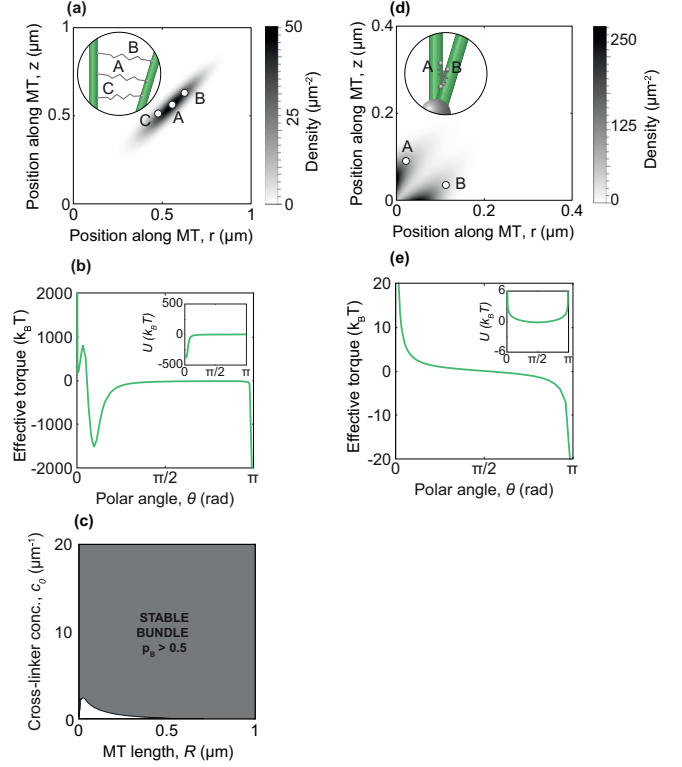 (a)
Position along MT, z (µm)
1
0.5
0
0
0.5
1
Position along MT, r (µm)
B
A
C
B
A
C
50
25
0
Density (µm⁻²)
(d)
Position along MT, z (µm)
0.4
0.2
0
0
0.2
0.4
Position along MT, r (µm)
A
B
A
B
250
125
0
Density (µm⁻²)
(b)
Effective torque (k_BT)
2000
1000
0
-1000
-2000
0
π/2
π
Polar angle, θ (rad)
U (k_BT)
500
0
-500
0
π/2
π
(e)
Effective torque (k_BT)
20
10
0
-10
-20
0
π/2
π
Polar angle, θ (rad)
U (k_BT)
6
0
-6
0
π/2
π
(c)
Cross-linker conc., c₀ (µm⁻¹)
20
10
0
0
0.5
1
MT length, R (µm)
STABLE
BUNDLE
p_B > 0.5